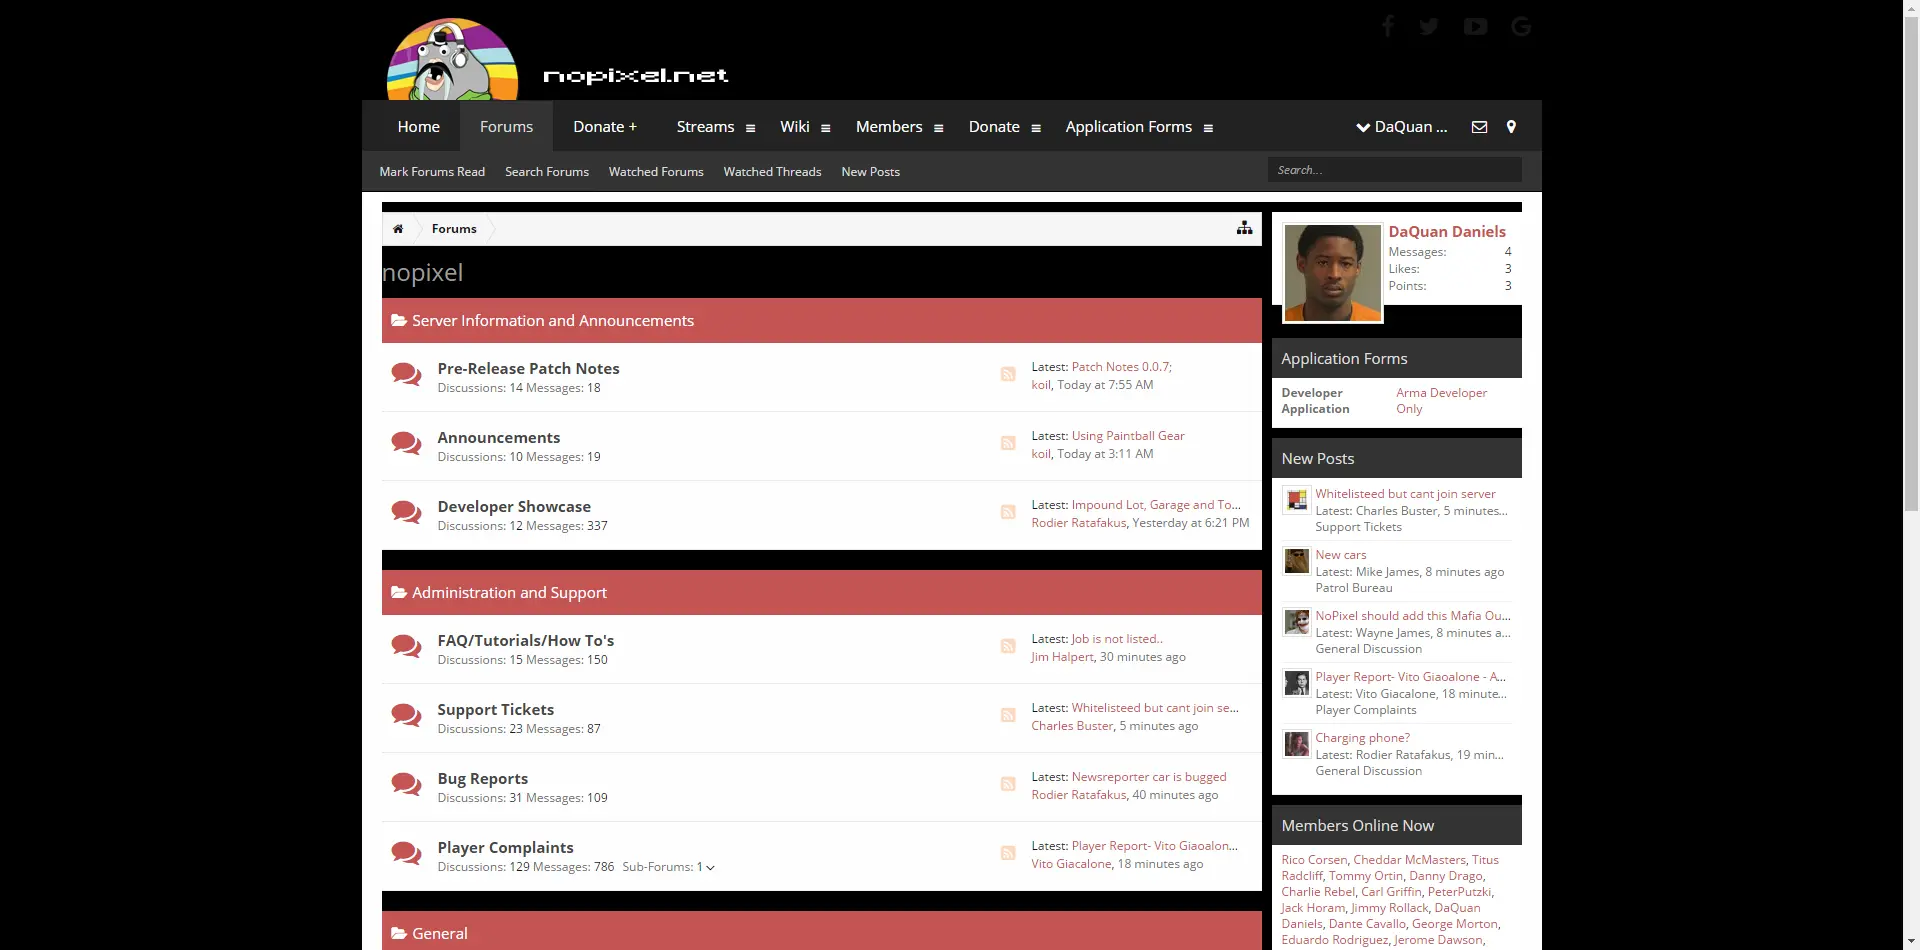 nopixel.net
Home
Forums
Donate +
Streams
Wiki
Members
Donate
Application Forms
DaQuan ...
Mark Forums Read
Search Forums
Watched Forums
Watched Threads
New Posts
Search...
Forums
nopixel
Server Information and Announcements
Pre-Release Patch Notes
Discussions: 14 Messages: 18
Latest: Patch Notes 0.0.7;
koil, Today at 7:55 AM
Announcements
Discussions: 10 Messages: 19
Latest: Using Paintball Gear
koil, Today at 3:11 AM
Developer Showcase
Discussions: 12 Messages: 337
Latest: Impound Lot, Garage and To...
Rodier Ratafakus, Yesterday at 6:21 PM
Administration and Support
FAQ/Tutorials/How To's
Discussions: 15 Messages: 150
Latest: Job is not listed..
Jim Halpert, 30 minutes ago
Support Tickets
Discussions: 23 Messages: 87
Latest: Whitelisteed but cant join se...
Charles Buster, 5 minutes ago
Bug Reports
Discussions: 31 Messages: 109
Latest: Newsreporter car is bugged
Rodier Ratafakus, 40 minutes ago
Player Complaints
Discussions: 129 Messages: 786 Sub-Forums: 1
Latest: Player Report- Vito Giaoalon...
Vito Giacalone, 18 minutes ago
General
DaQuan Daniels
Messages: 4
Likes: 3
Points: 3
Application Forms
Developer Arma Developer
Application Only
New Posts
Whitelisteed but cant join server
Latest: Charles Buster, 5 minutes...
Support Tickets
New cars
Latest: Mike James, 8 minutes ago
Patrol Bureau
NoPixel should add this Mafia Ou...
Latest: Wayne James, 8 minutes a...
General Discussion
Player Report- Vito Giaoalone - A...
Latest: Vito Giacalone, 18 minute...
Player Complaints
Charging phone?
Latest: Rodier Ratafakus, 19 min...
General Discussion
Members Online Now
Rico Corsen, Cheddar McMasters, Titus
Radcliff, Tommy Ortin, Danny Drago,
Charlie Rebel, Carl Griffin, PeterPutzki,
Jack Horam, Jimmy Rollack, DaQuan
Daniels, Dante Cavallo, George Morton,
Eduardo Rodriguez, Jerome Dawson,